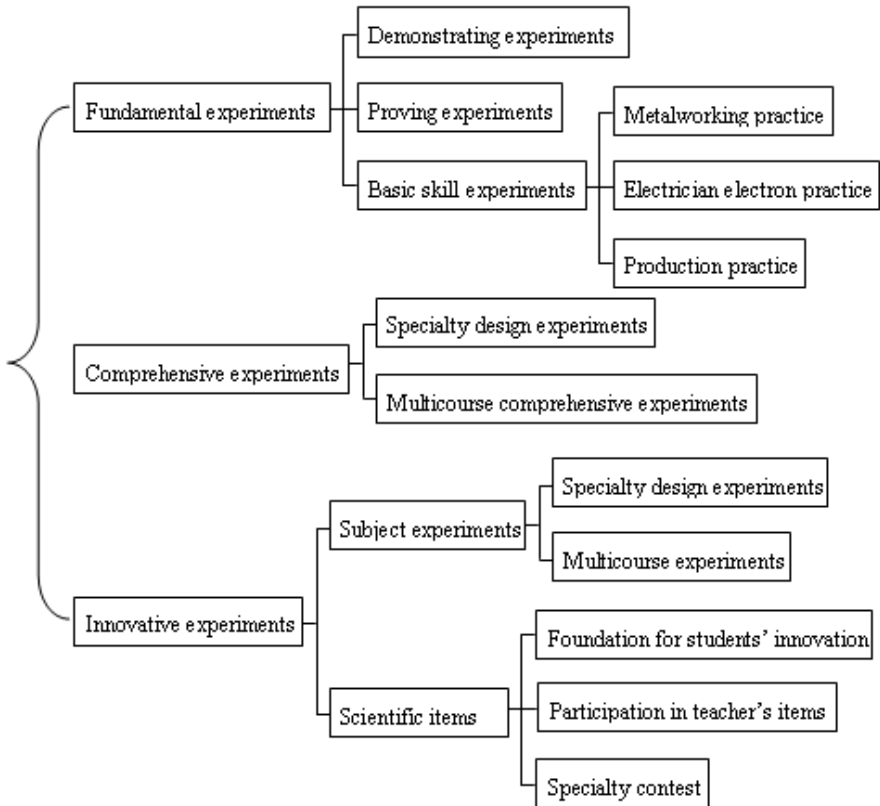 Demonstrating experiments
Fundamental experiments
Proving experiments
Metalworking practice
Basic skill experiments
Electrician electron practice
Production practice
Specialty design experiments
Comprehensive experiments
Multicourse comprehensive experiments
Specialty design experiments
Subject experiments
Multicourse experiments
Innovative experiments
Foundation for students’ innovation
Scientific items
Participation in teacher’s items
Specialty contest